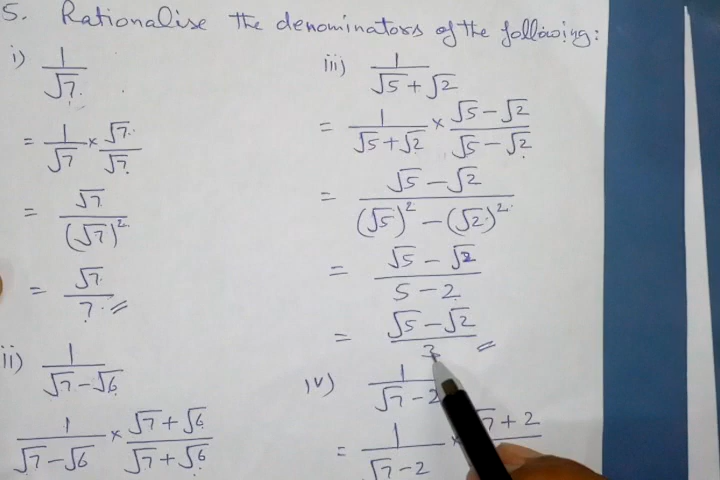 5. Rationalise the denominators of the following:
i) 1/√7
= 1/√7 × √7/√7
= √7/(√7)²
= √7/7
ii) 1/(√7-√6)
1/(√7-√6) × (√7+√6)/(√7+√6)
iii) 1/(√5+√2)
= 1/(√5+√2) × (√5-√2)/(√5-√2)
= (√5-√2)/((√5)²-(√2)²)
= (√5-√2)/(5-2)
= (√5-√2)/3
iv) 1/(√7-2)
= 1/(√7-2) × √7+2